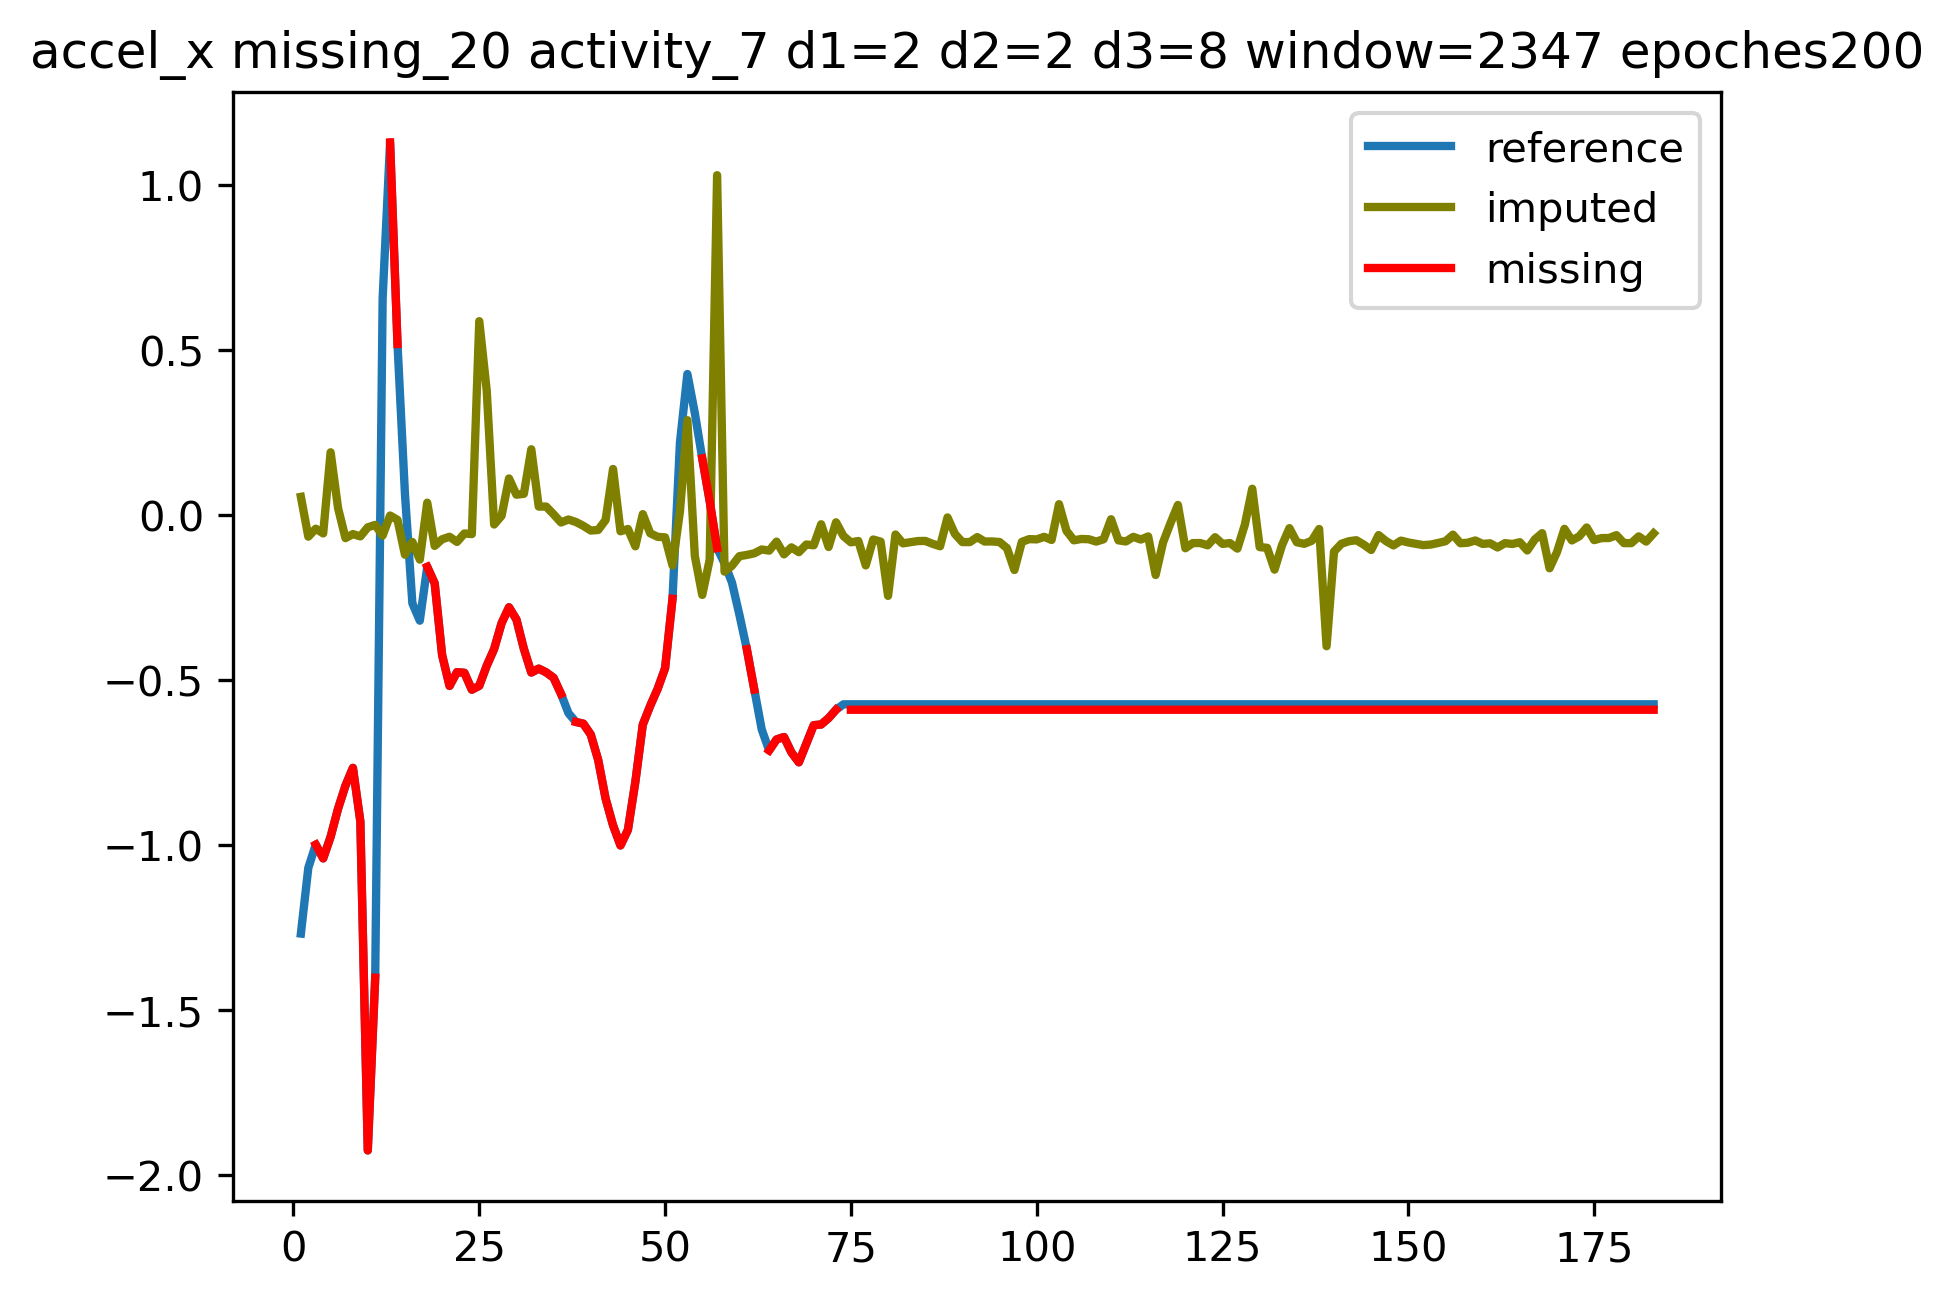 accel_x missing_20 activity_7 d1=2 d2=2 d3=8 window=2347 epoches200
reference
imputed
missing
1.0
0.5
0.0
−0.5
−1.0
−1.5
−2.0
0 25 50 75 100 125 150 175